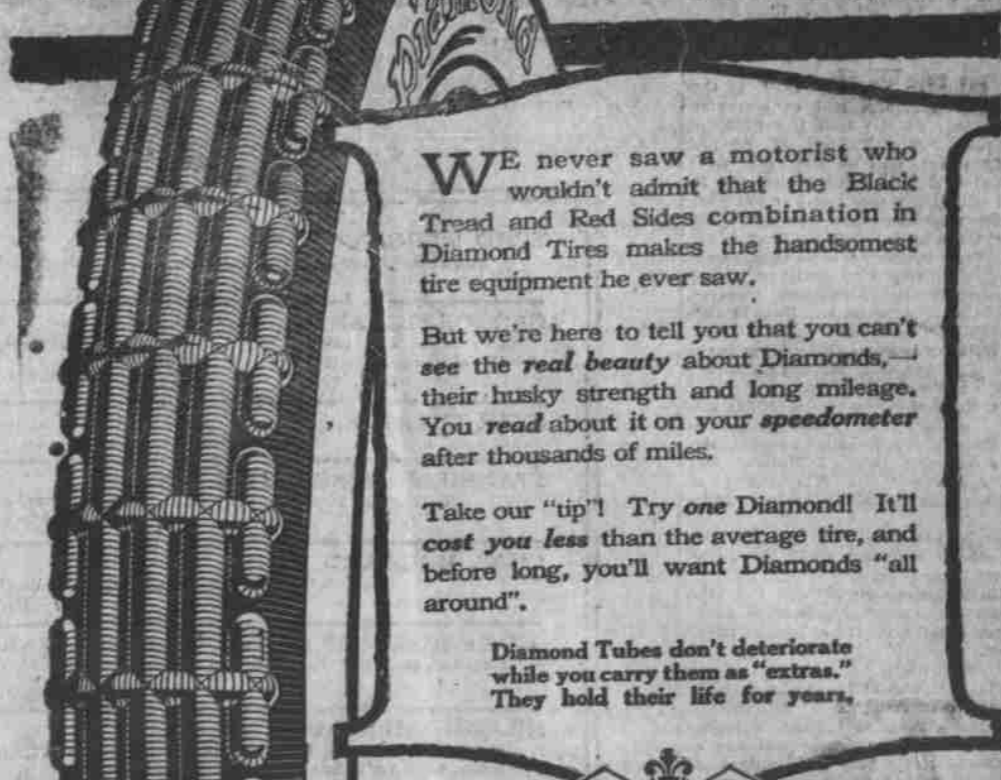 DIAMOND
WE never saw a motorist who
wouldn't admit that the Black
Tread and Red Sides combination in
Diamond Tires makes the handsomest
tire equipment he ever saw.
But we're here to tell you that you can't
see the real beauty about Diamonds,—
their husky strength and long mileage.
You read about it on your speedometer
after thousands of miles.
Take our "tip"! Try one Diamond! It'll
cost you less than the average tire, and
before long, you'll want Diamonds "all
around".
Diamond Tubes don't deteriorate
while you carry them as "extras."
They hold their life for years.